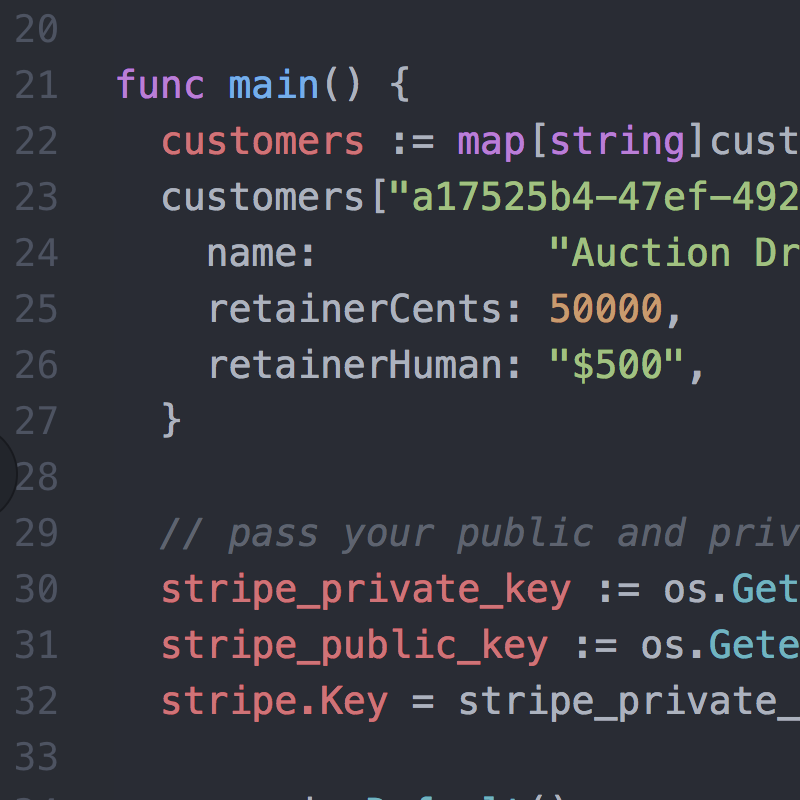 20
21 func main() {
22 customers := map[string]cust
23 customers["a17525b4-47ef-492
24 name: "Auction Dr
25 retainerCents: 50000,
26 retainerHuman: "$500",
27 }
28
29 // pass your public and priv
30 stripe_private_key := os.Get
31 stripe_public_key := os.Gete
32 stripe.Key = stripe_private_
33